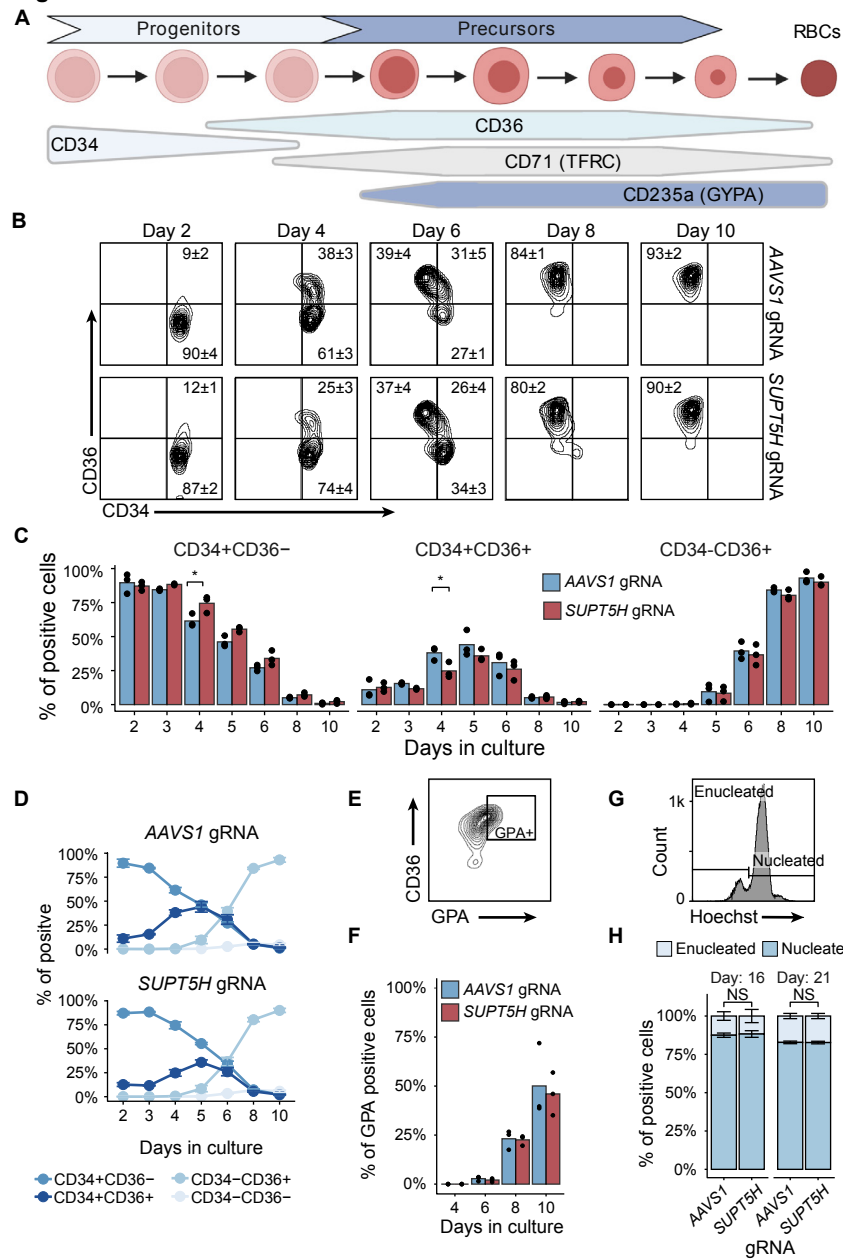 A
Progenitors
Precursors
RBCs
CD34
CD36
CD71 (TFRC)
CD235a (GYPA)
B
Day 2
Day 4
Day 6
Day 8
Day 10
9±2
38±3
39±4
31±5
84±1
93±2
90±4
61±3
27±1
AAVS1 gRNA
12±1
25±3
37±4
26±4
80±2
90±2
87±2
74±4
34±3
SUPT5H gRNA
CD36
CD34
C
CD34+CD36−
CD34+CD36+
CD34-CD36+
% of positive cells
100%
75%
50%
25%
0%
*
*
AAVS1 gRNA
SUPT5H gRNA
2 3 4 5 6 8 10
2 3 4 5 6 8 10
2 3 4 5 6 8 10
Days in culture
D
AAVS1 gRNA
100%
75%
50%
25%
0%
% of positve
SUPT5H gRNA
100%
75%
50%
25%
0%
2 3 4 5 6 8 10
Days in culture
CD34+CD36−
CD34−CD36+
CD34+CD36+
CD34−CD36−
E
CD36
GPA+
GPA
F
AAVS1 gRNA
SUPT5H gRNA
% of GPA positive cells
100%
75%
50%
25%
0%
4 6 8 10
Days in culture
G
Enucleated
1k
Nucleated
Count
0
Hoechst
H
Enucleated
Nucleate
Day: 16
Day: 21
NS
NS
% of positive cells
100%
75%
50%
25%
0%
AAVS1
SUPT5H
AAVS1
SUPT5H
gRNA